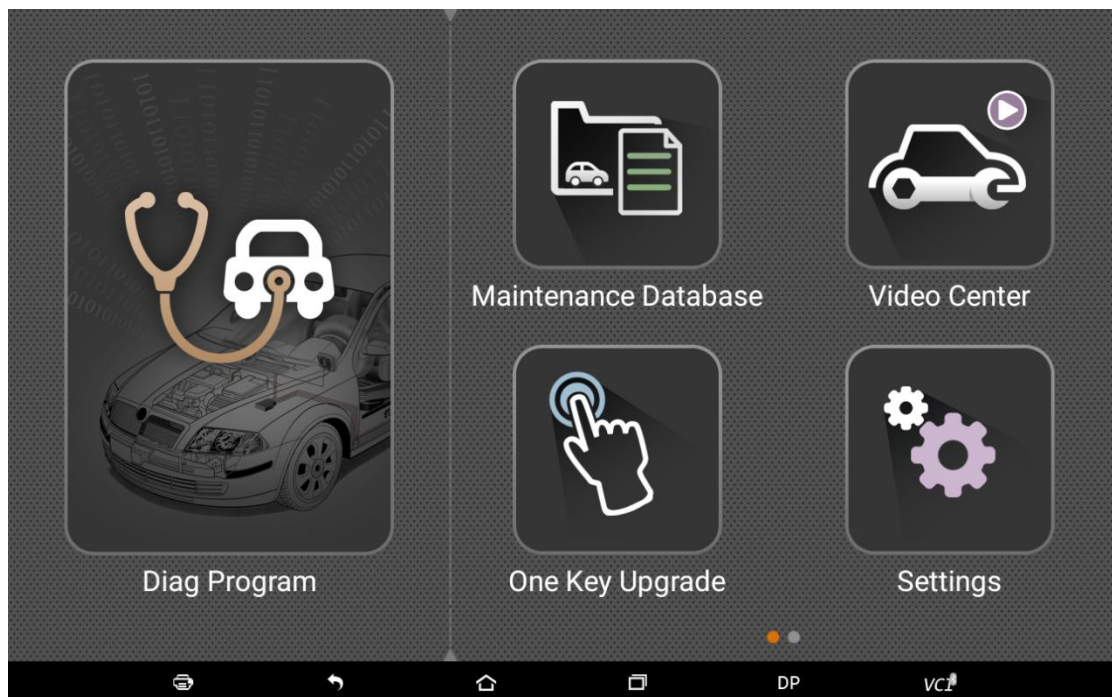 Maintenance Database
Video Center
Diag Program
One Key Upgrade
Settings
DP
VCI